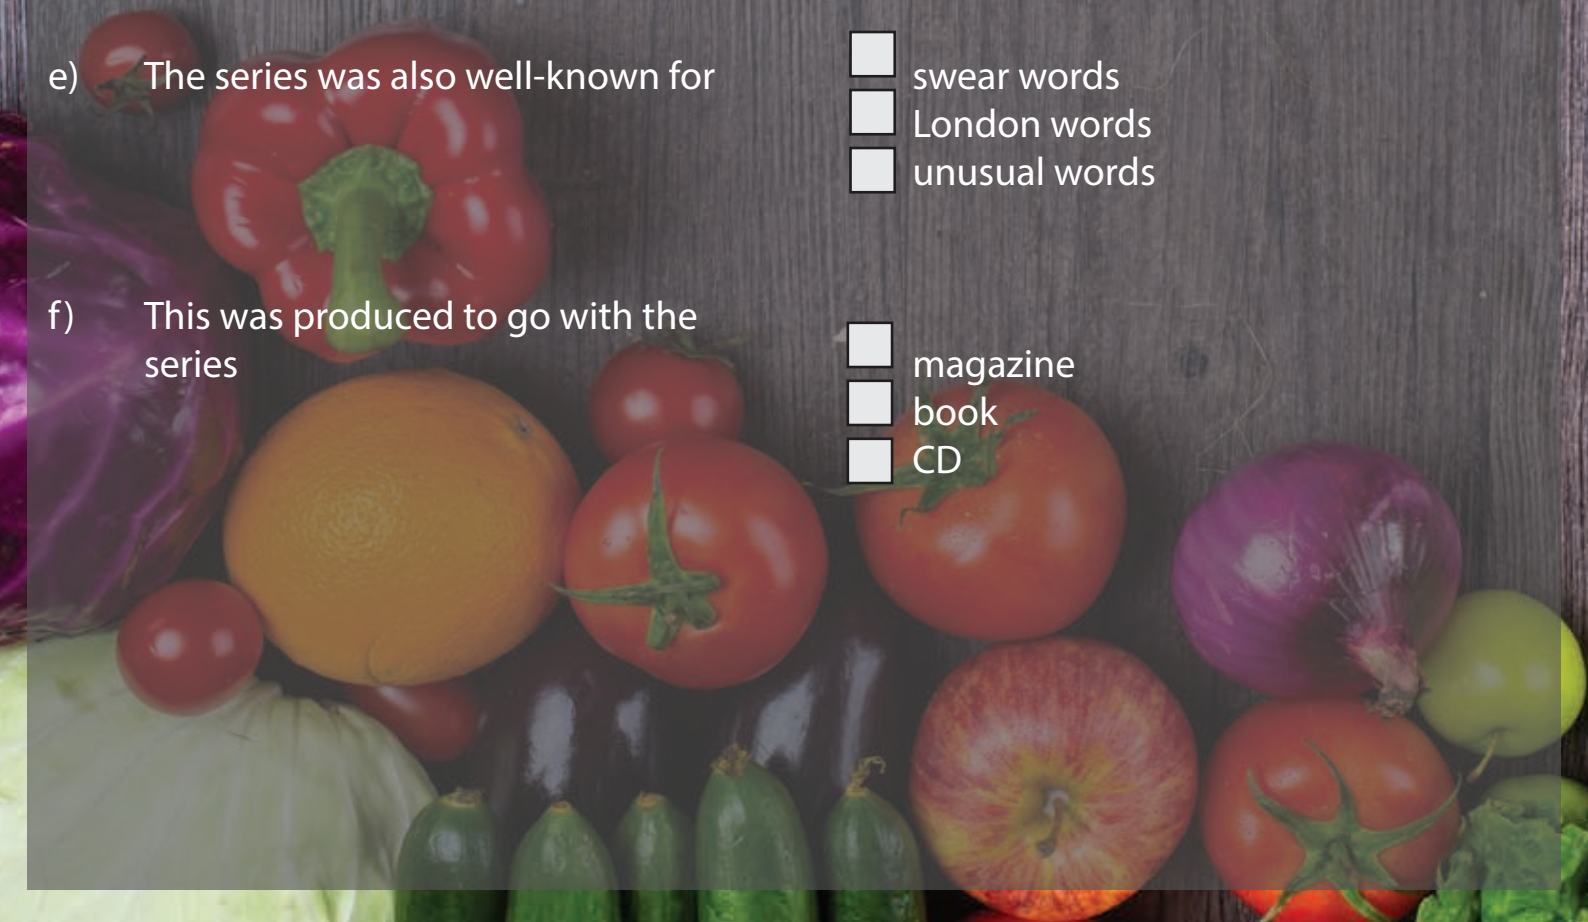 e) The series was also well-known for
swear words
London words
unusual words
f) This was produced to go with the
series
magazine
book
CD